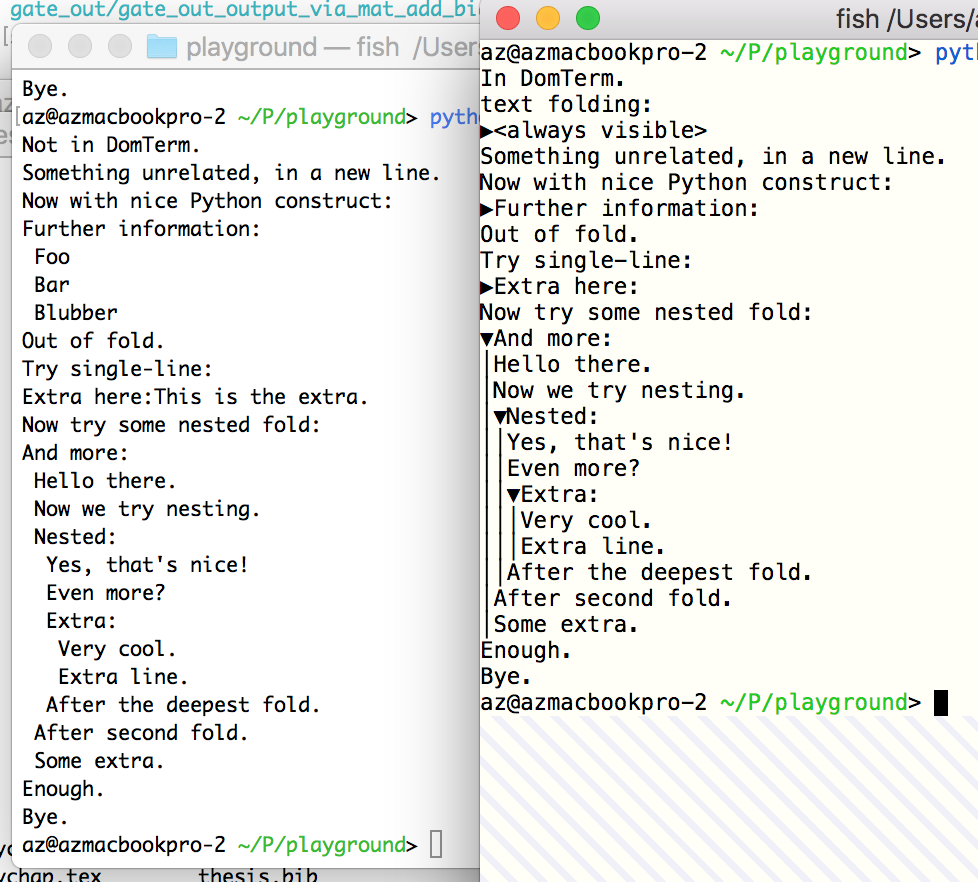 gate_out/gate_out_output_via_mat_add_bi
playground — fish /User
Bye.
az@azmacbookpro-2 ~/P/playground> pyth
Not in DomTerm.
Something unrelated, in a new line.
Now with nice Python construct:
Further information:
Foo
Bar
Blubber
Out of fold.
Try single-line:
Extra here:This is the extra.
Now try some nested fold:
And more:
Hello there.
Now we try nesting.
Nested:
Yes, that's nice!
Even more?
Extra:
Very cool.
Extra line.
After the deepest fold.
After second fold.
Some extra.
Enough.
Bye.
az@azmacbookpro-2 ~/P/playground>
ychap.tex thesis.bib
fish /Users/a
az@azmacbookpro-2 ~/P/playground> pyth
In DomTerm.
text folding:
▶<always visible>
Something unrelated, in a new line.
Now with nice Python construct:
▶Further information:
Out of fold.
Try single-line:
▶Extra here:
Now try some nested fold:
▼And more:
│Hello there.
│Now we try nesting.
│▼Nested:
││Yes, that's nice!
││Even more?
││▼Extra:
│││Very cool.
│││Extra line.
││After the deepest fold.
│After second fold.
│Some extra.
Enough.
Bye.
az@azmacbookpro-2 ~/P/playground>